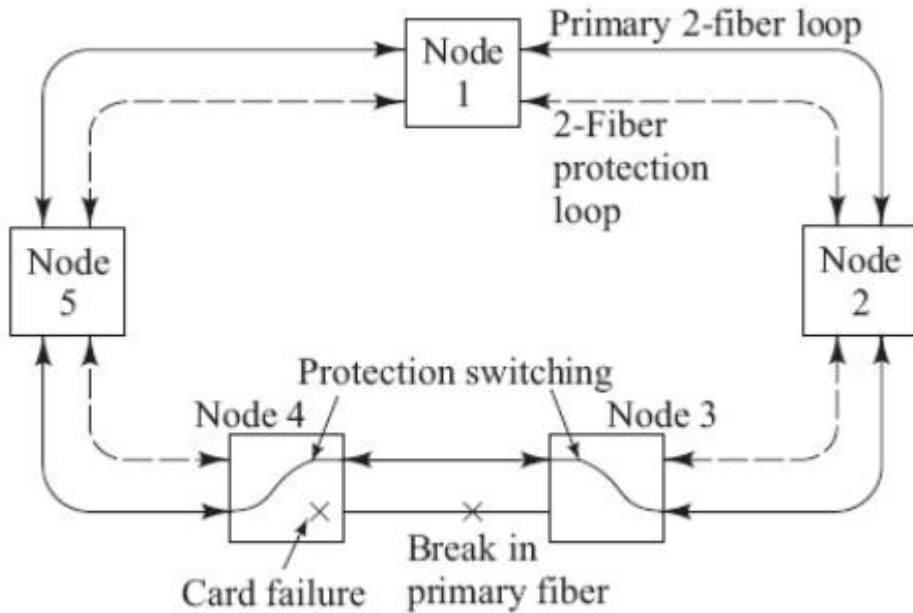 Primary 2-fiber loop
Node
1
2-Fiber
protection
loop
Node
5
Node
2
Protection switching
Node 4
Node 3
Card failure
Break in
primary fiber